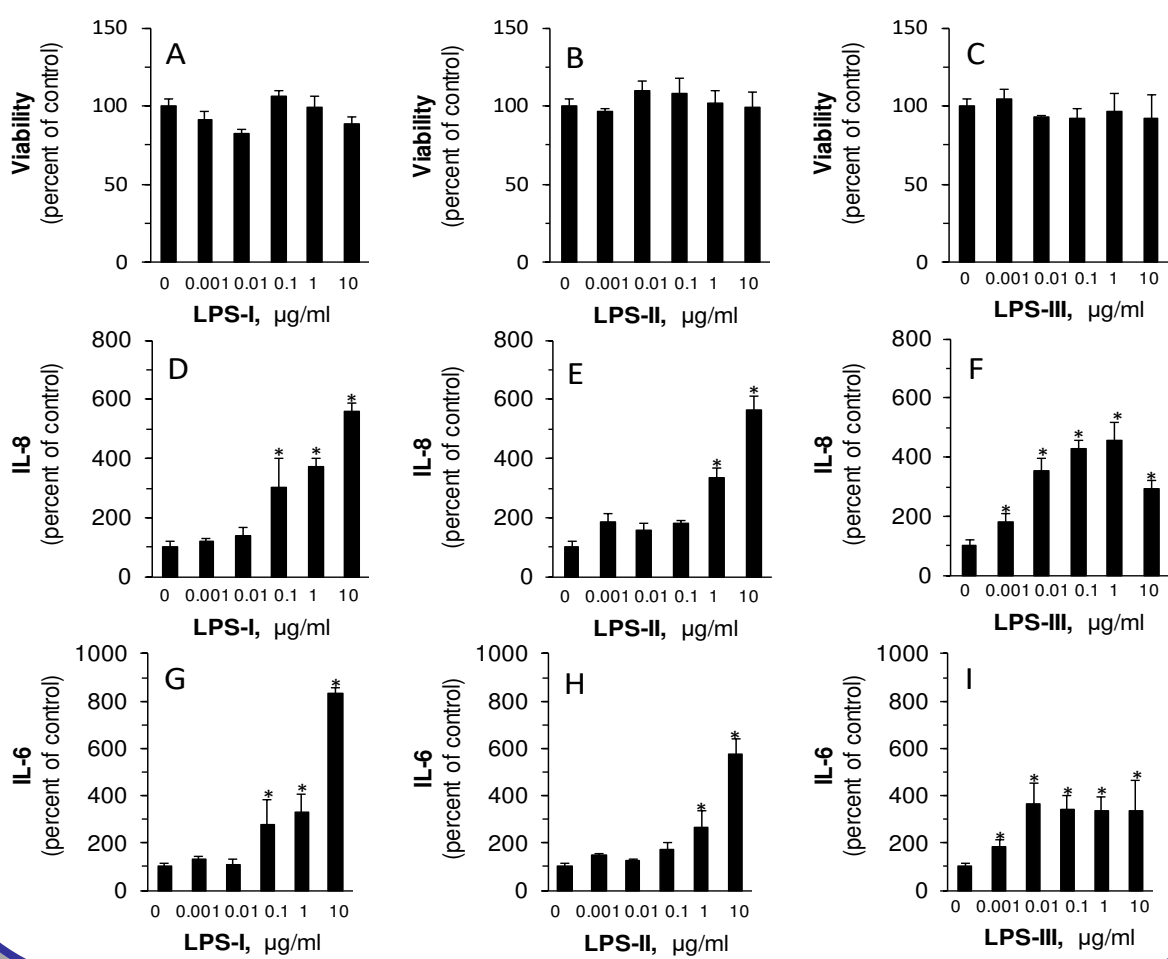 A
Viability
(percent of control)
150
100
50
0
0 0.001 0.01 0.1 1 10
LPS-I, µg/ml
B
Viability
(percent of control)
150
100
50
0
0 0.001 0.01 0.1 1 10
LPS-II, µg/ml
C
Viability
(percent of control)
150
100
50
0
0 0.001 0.01 0.1 1 10
LPS-III, µg/ml
D
IL-8
(percent of control)
800
600
400
200
0
* * *
0 0.001 0.01 0.1 1 10
LPS-I, µg/ml
E
IL-8
(percent of control)
800
600
400
200
0
* *
0 0.001 0.01 0.1 1 10
LPS-II, µg/ml
F
IL-8
(percent of control)
800
600
400
200
0
* * * * *
0 0.001 0.01 0.1 1 10
LPS-III, µg/ml
G
IL-6
(percent of control)
1000
800
600
400
200
0
* * *
0 0.001 0.01 0.1 1 10
LPS-I, µg/ml
H
IL-6
(percent of control)
1000
800
600
400
200
0
* *
0 0.001 0.01 0.1 1 10
LPS-II, µg/ml
I
IL-6
(percent of control)
1000
800
600
400
200
0
* * * * *
0 0.001 0.01 0.1 1 10
LPS-III, µg/ml